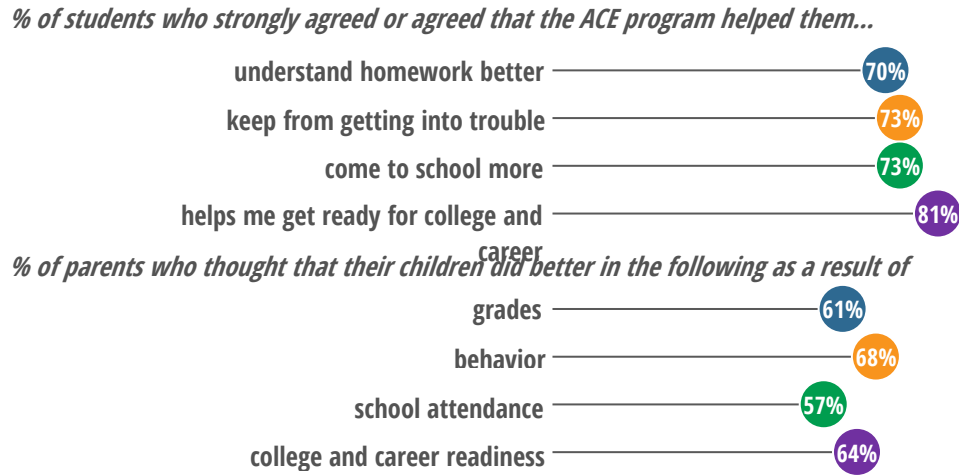 % of students who strongly agreed or agreed that the ACE program helped them...
understand homework better 70%
keep from getting into trouble 73%
come to school more 73%
helps me get ready for college and 81%
career
% of parents who thought that their children did better in the following as a result of
grades 61%
behavior 68%
school attendance 57%
college and career readiness 64%